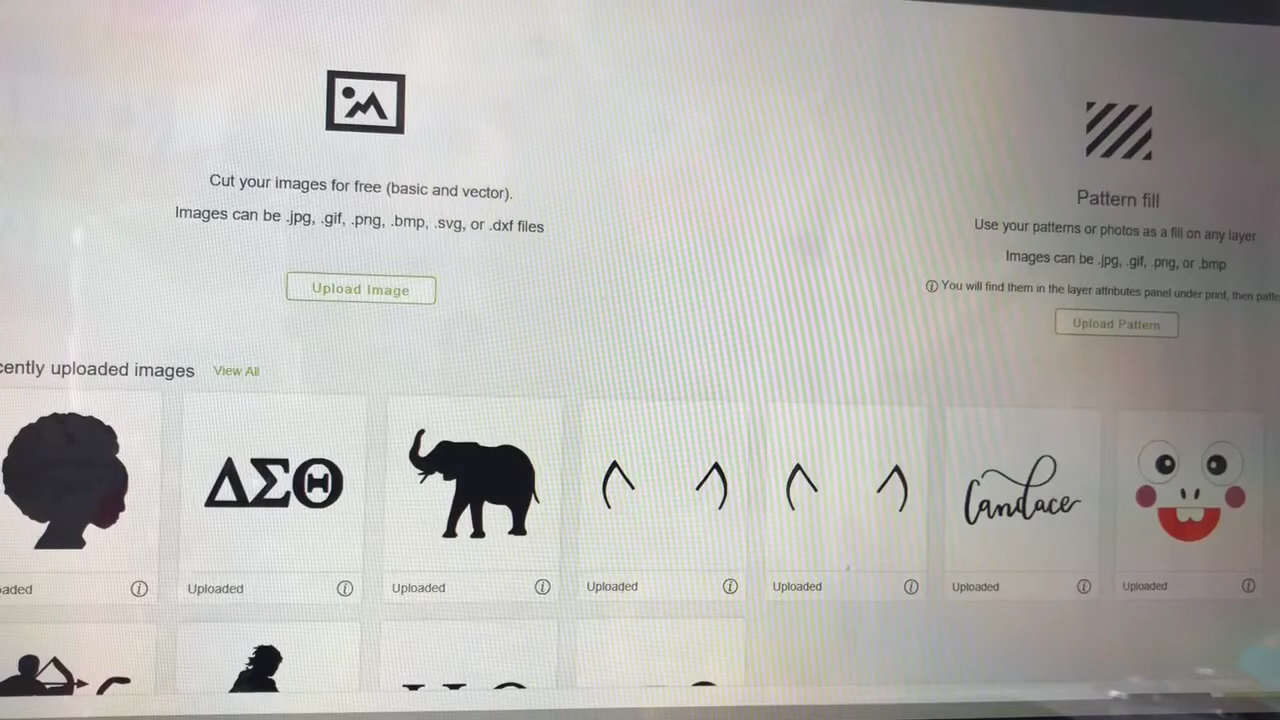 Cut your images for free (basic and vector).
Images can be .jpg, .gif, .png, .bmp, .svg, or .dxf files
Upload Image
Pattern fill
Use your patterns or photos as a fill on any layer
Images can be .jpg, .gif, .png, or .bmp
You will find them in the layer attributes panel under print, then
Upload Pattern
uploaded images View All
ΔΣΘ
Candace
Uploaded
Uploaded
Uploaded
Uploaded
Uploaded
Uploaded